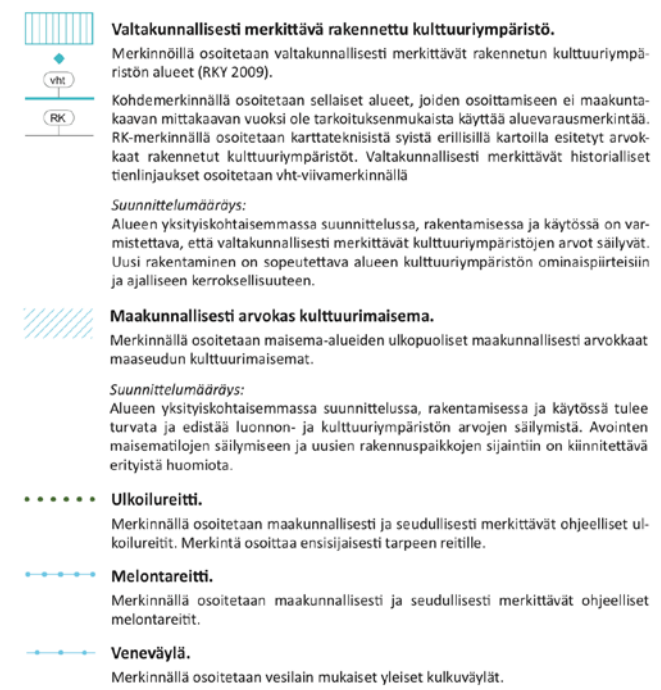 Valtakunnallisesti merkittävä rakennettu kulttuuriympäristö.
Merkinnöillä osoitetaan valtakunnallisesti merkittävät rakennetun kulttuuriympä-
ristön alueet (RKY 2009).
vht
Kohdemerkinnällä osoitetaan sellaiset alueet, joiden osoittamiseen ei maakunta-
kaavan mittakaavan vuoksi ole tarkoituksenmukaista käyttää aluevarausmerkintää.
RK
RK-merkinnällä osoitetaan karttateknisistä syistä erillisillä kartoilla esitetyt arvok-
kaat rakennetut kulttuuriympäristöt. Valtakunnallisesti merkittävät historialliset
tienlinjaukset osoitetaan vht-viivamerkinnällä
Suunnittelumääräys:
Alueen yksityiskohtaisemmassa suunnittelussa, rakentamisessa ja käytössä on var-
mistettava, että valtakunnallisesti merkittävät kulttuuriympäristöjen arvot säilyvät.
Uusi rakentaminen on sopeutettava alueen kulttuuriympäristön ominaispiirteisiin
ja ajalliseen kerroksellisuuteen.
Maakunnallisesti arvokas kulttuurimaisema.
Merkinnällä osoitetaan maisema-alueiden ulkopuoliset maakunnallisesti arvokkaat
maaseudun kulttuurimaisemat.
Suunnittelumääräys:
Alueen yksityiskohtaisemmassa suunnittelussa, rakentamisessa ja käytössä tulee
turvata ja edistää luonnon- ja kulttuuriympäristön arvojen säilymistä. Avointen
maisematilojen säilymiseen ja uusien rakennuspaikkojen sijaintiin on kiinnitettävä
erityistä huomiota.
Ulkoilureitti.
Merkinnällä osoitetaan maakunnallisesti ja seudullisesti merkittävät ohjeelliset ul-
koilureitit. Merkintä osoittaa ensisijaisesti tarpeen reitille.
Melontareitti.
Merkinnällä osoitetaan maakunnallisesti ja seudullisesti merkittävät ohjeelliset
melontareitit.
Veneväylä.
Merkinnällä osoitetaan vesilain mukaiset yleiset kulkuväylät.